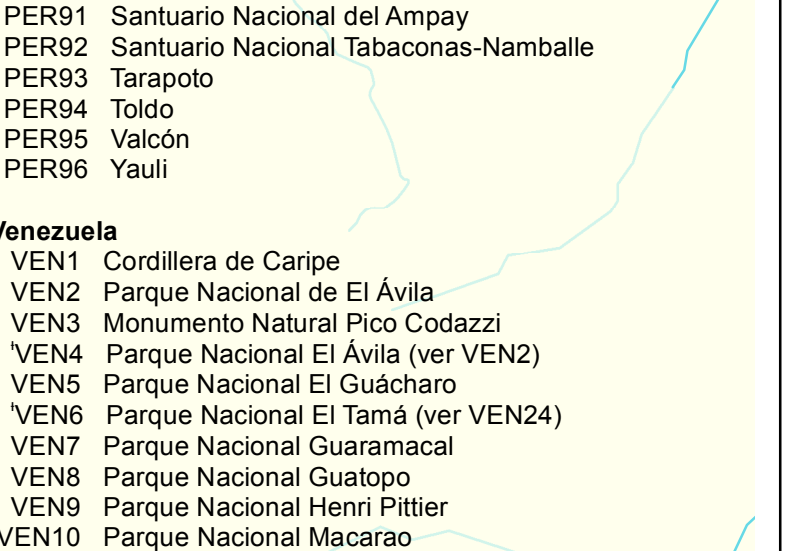 PER91 Santuario Nacional del Ampay
PER92 Santuario Nacional Tabaconas-Namballe
PER93 Tarapoto
PER94 Toldo
PER95 Valcón
PER96 Yauli
Venezuela
VEN1 Cordillera de Caripe
VEN2 Parque Nacional de El Ávila
VEN3 Monumento Natural Pico Codazzi
ƗVEN4 Parque Nacional El Ávila (ver VEN2)
VEN5 Parque Nacional El Guácharo
ƗVEN6 Parque Nacional El Tamá (ver VEN24)
VEN7 Parque Nacional Guaramacal
VEN8 Parque Nacional Guatopo
VEN9 Parque Nacional Henri Pittier
VEN10 Parque Nacional Macarao